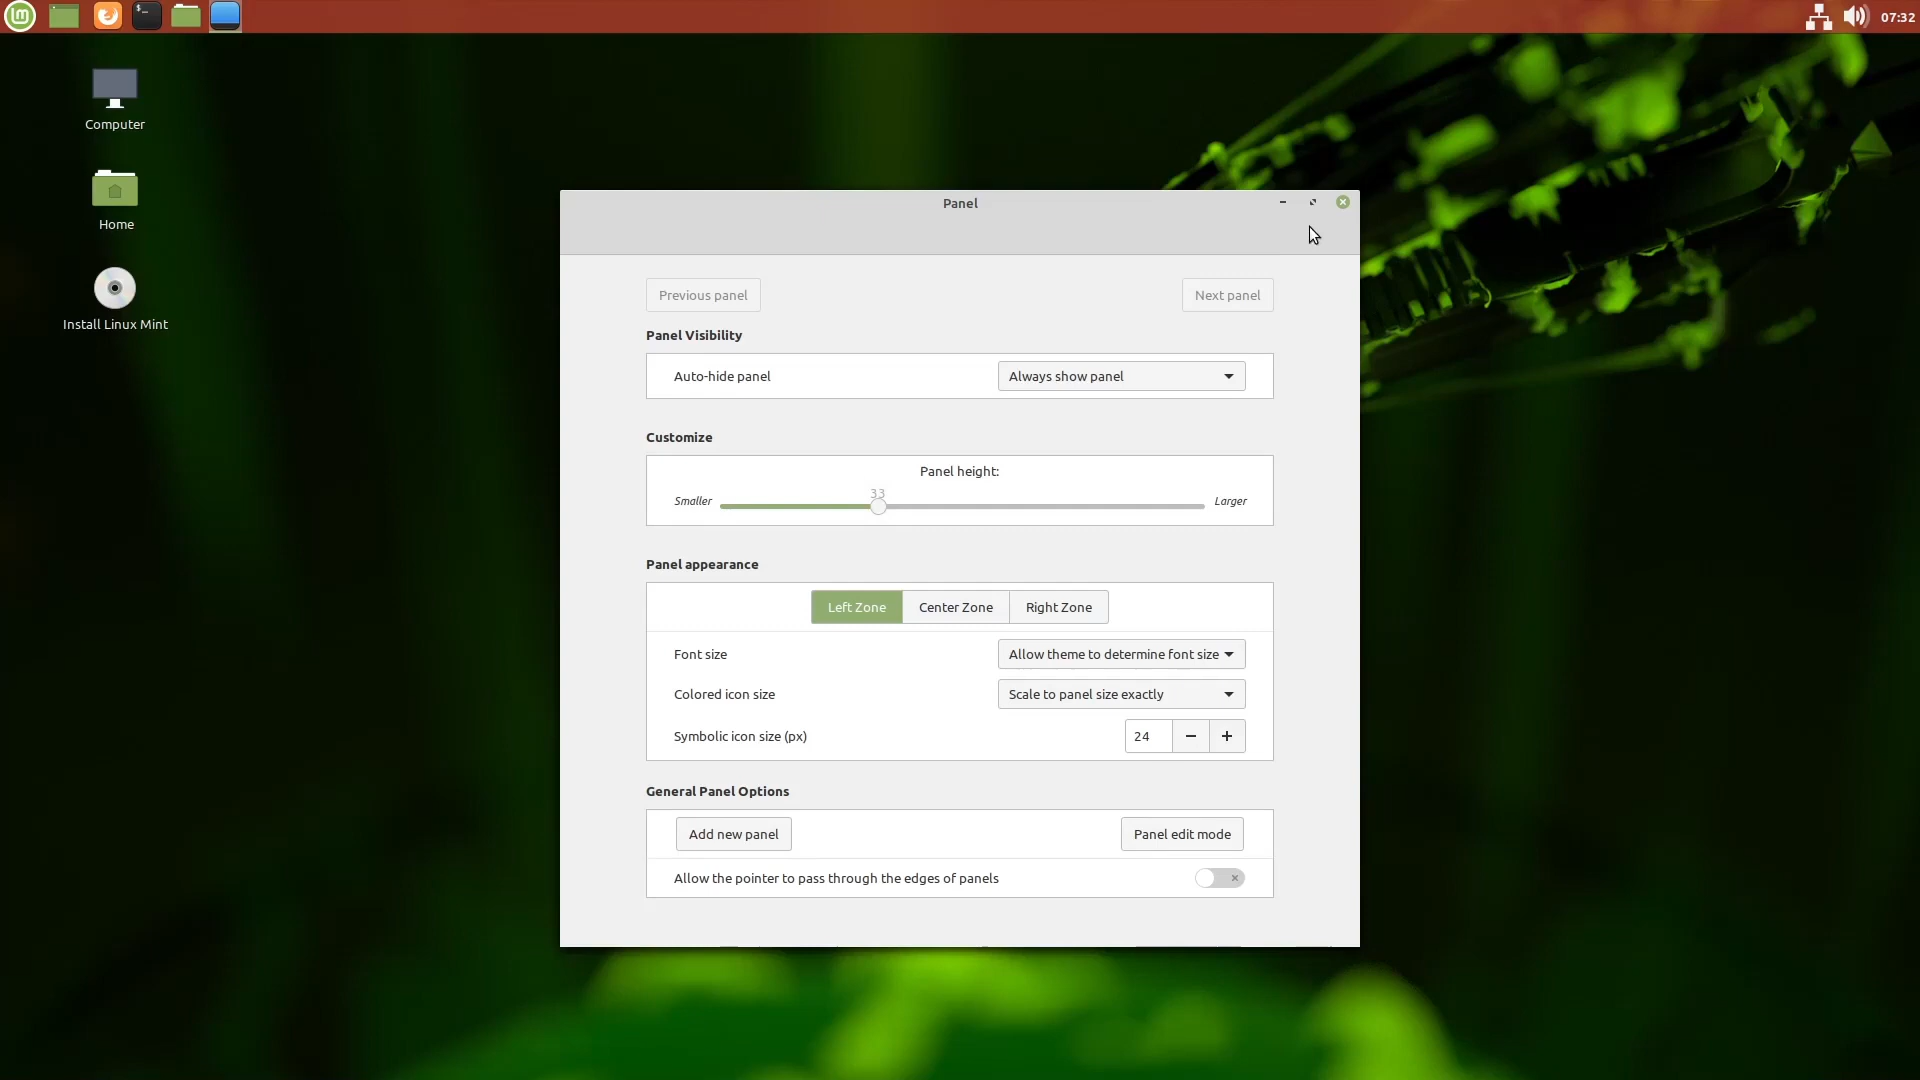 07:32
Computer
Home
Install Linux Mint
Panel
Previous panel
Next panel
Panel Visibility
Auto-hide panel
Always show panel
Customize
Panel height:
Smaller
33
Larger
Panel appearance
Left Zone
Center Zone
Right Zone
Font size
Allow theme to determine font size
Colored icon size
Scale to panel size exactly
Symbolic icon size (px)
24
General Panel Options
Add new panel
Panel edit mode
Allow the pointer to pass through the edges of panels